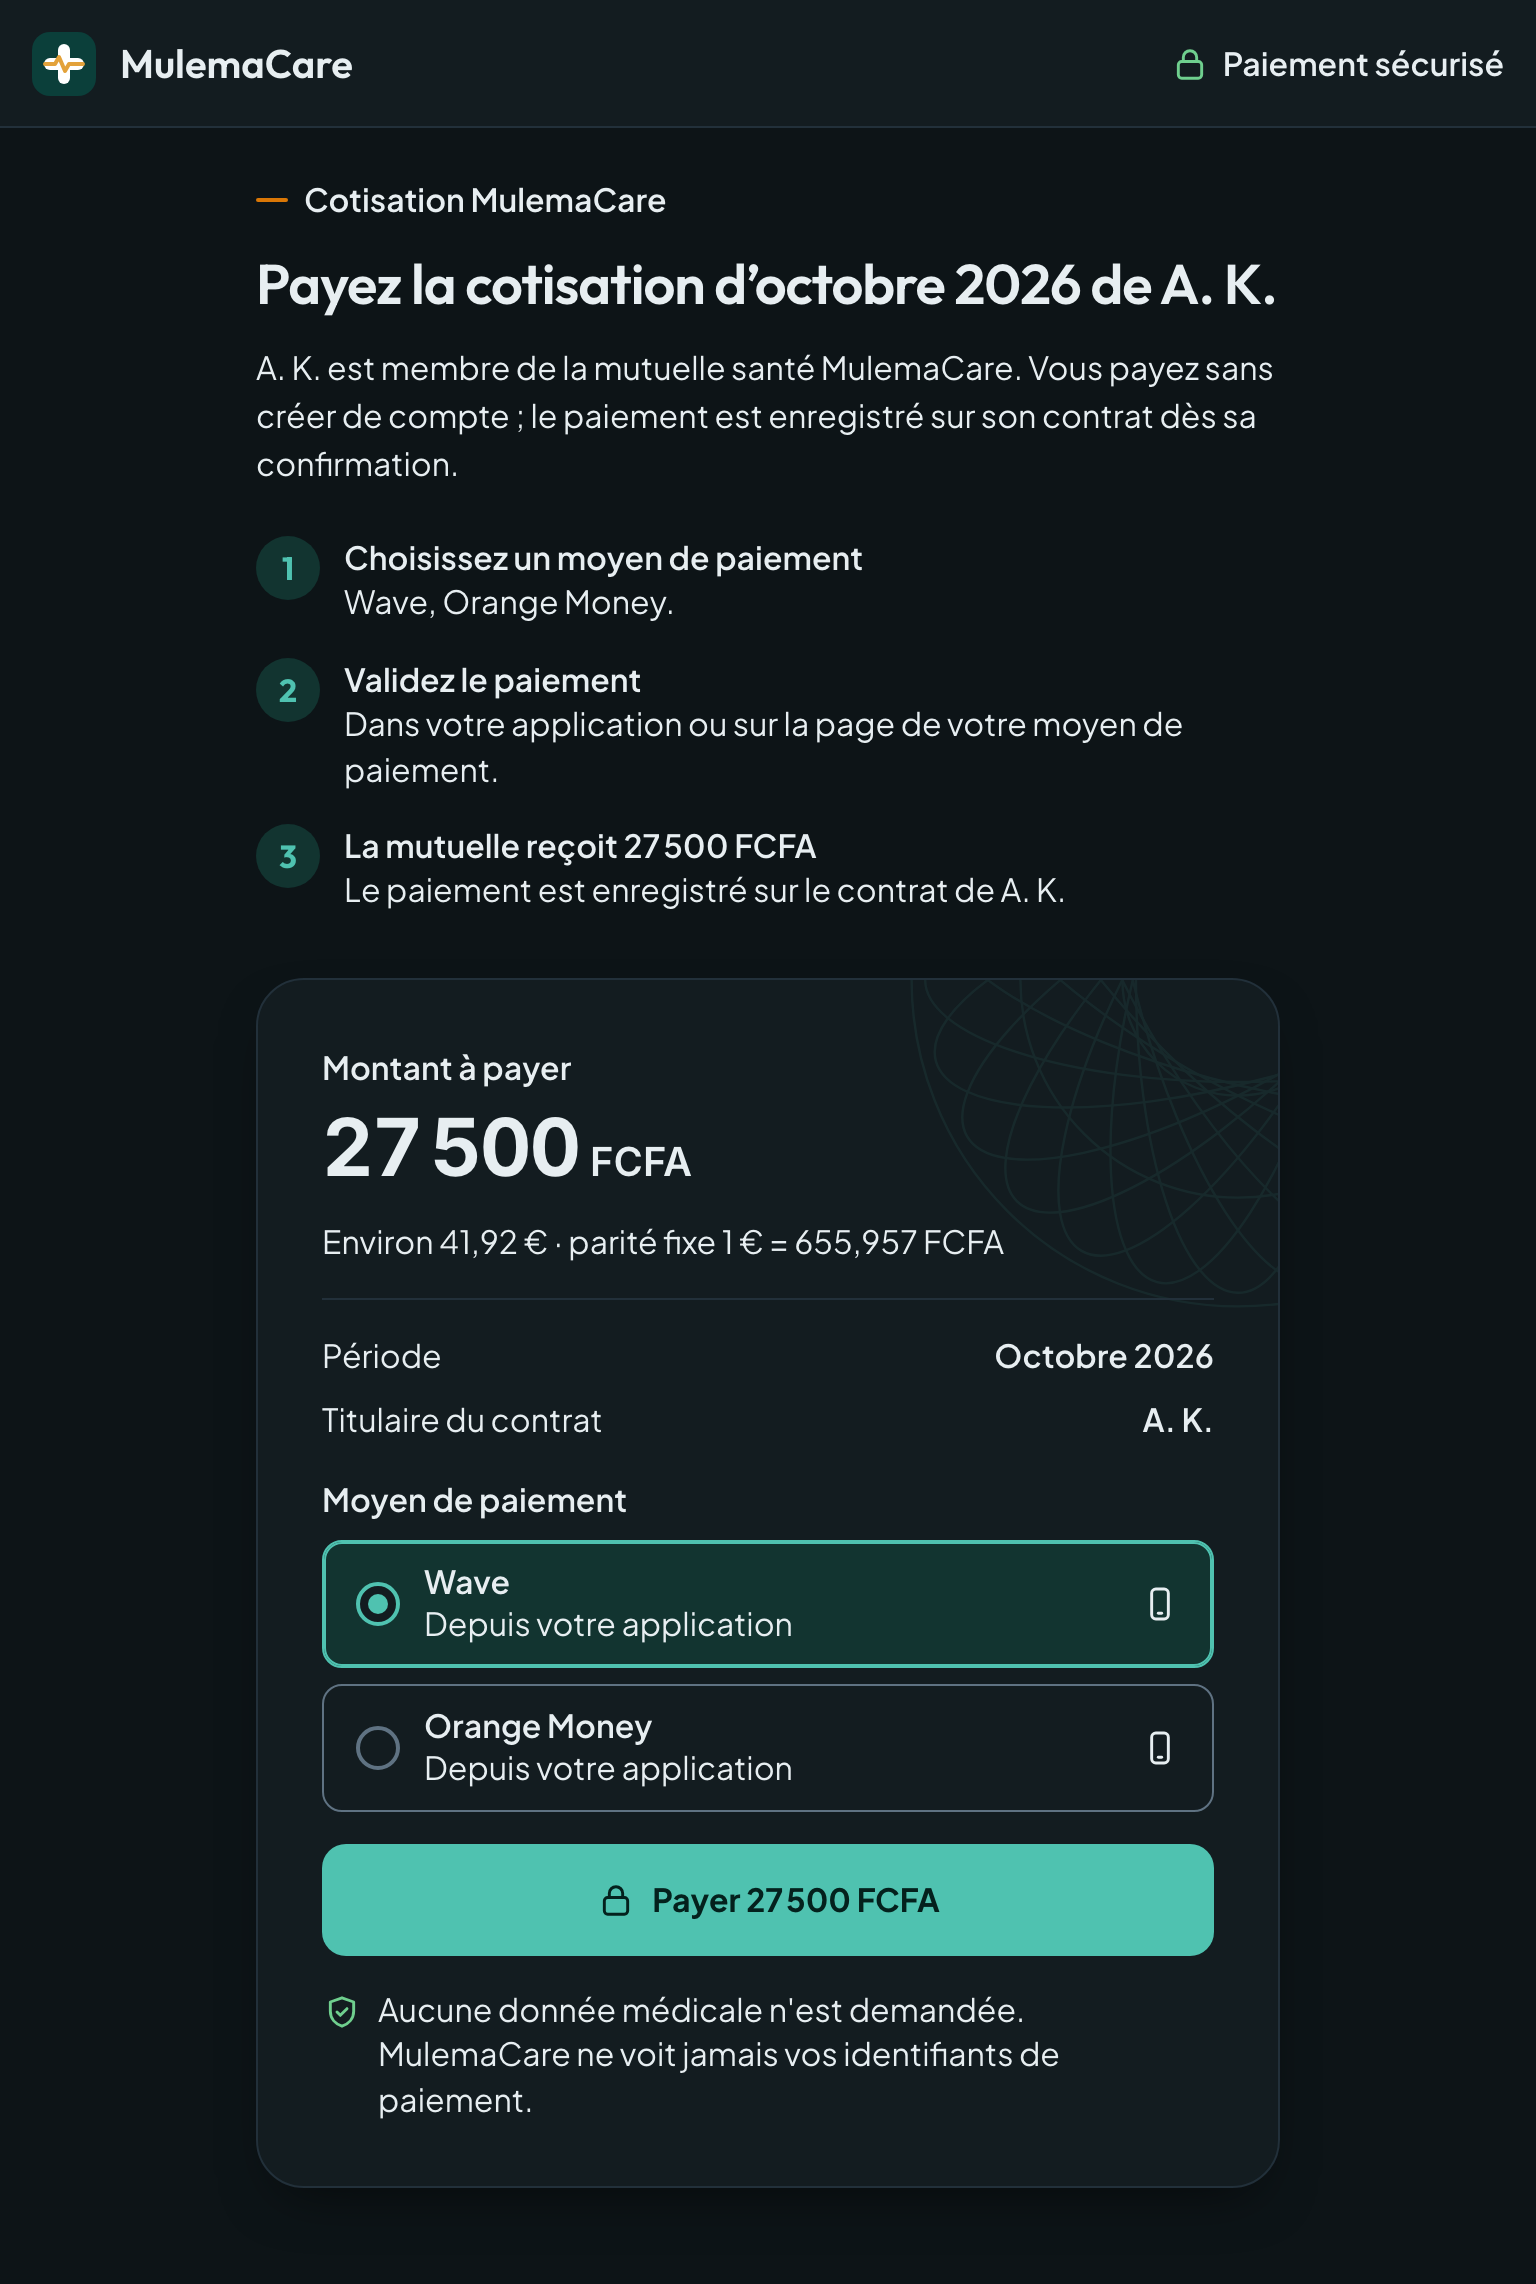 MulemaCare
Paiement sécurisé
Cotisation MulemaCare
Payez la cotisation d’octobre 2026 de A. K.
A. K. est membre de la mutuelle santé MulemaCare. Vous payez sans
créer de compte ; le paiement est enregistré sur son contrat dès sa
confirmation.
1
Choisissez un moyen de paiement
Wave, Orange Money.
2
Validez le paiement
Dans votre application ou sur la page de votre moyen de
paiement.
3
La mutuelle reçoit 27 500 FCFA
Le paiement est enregistré sur le contrat de A. K.
Montant à payer
27 500 FCFA
Environ 41,92 € · parité fixe 1 € = 655,957 FCFA
Période
Octobre 2026
Titulaire du contrat
A. K.
Moyen de paiement
Wave
Depuis votre application
Orange Money
Depuis votre application
Payer 27 500 FCFA
Aucune donnée médicale n'est demandée.
MulemaCare ne voit jamais vos identifiants de
paiement.